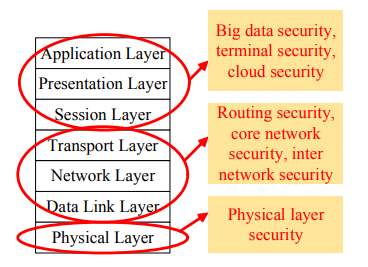 Application Layer
Presentation Layer
Session Layer
Transport Layer
Network Layer
Data Link Layer
Physical Layer
Big data security,
terminal security,
cloud security
Routing security,
core network
security, inter
network security
Physical layer
security